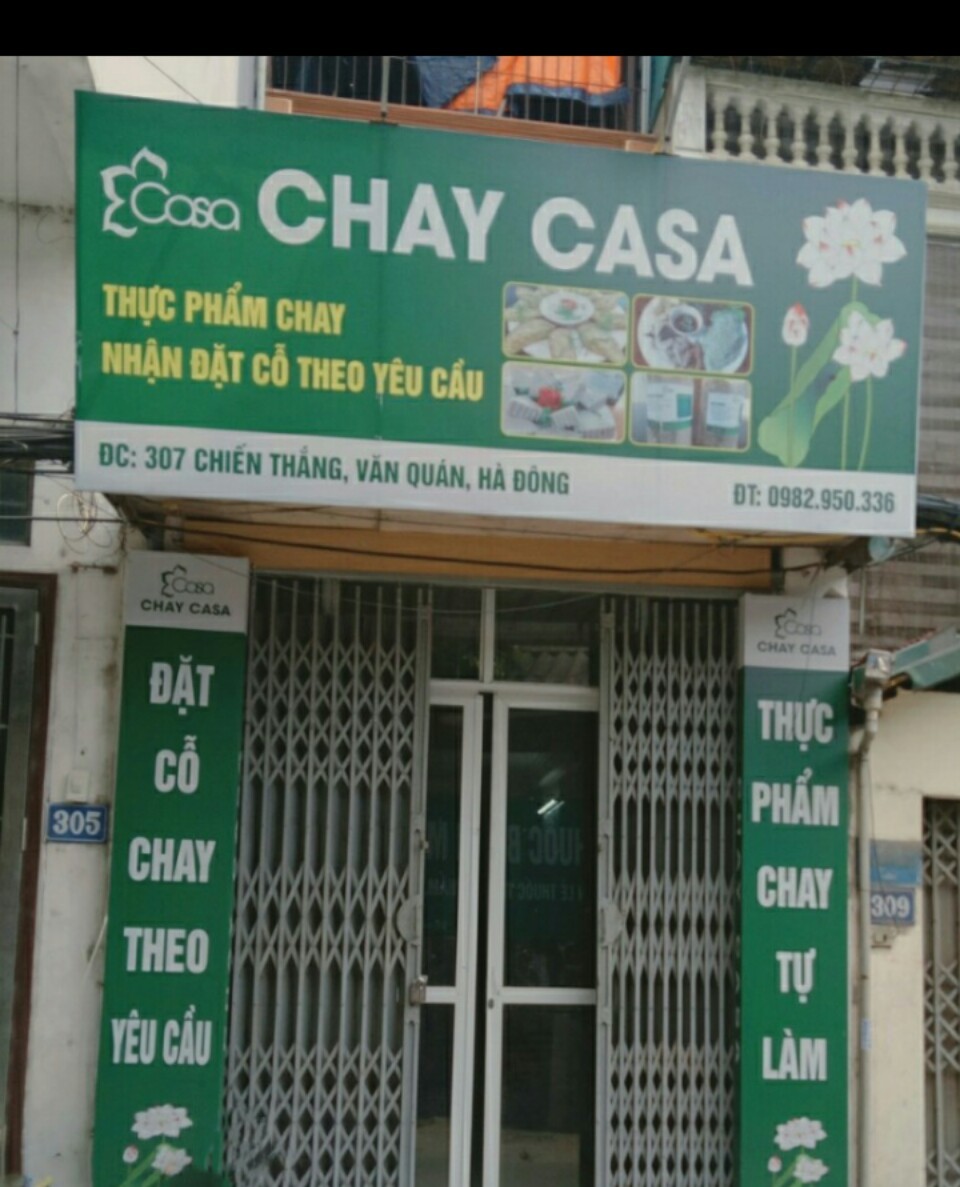 Casa CHAY CASA
THỰC PHẨM CHAY
NHẬN ĐẶT CỖ THEO YÊU CẦU
ĐC: 307 CHIẾN THẮNG, VĂN QUÁN, HÀ ĐÔNG
ĐT: 0982.950.336
Casa
CHAY CASA
ĐẶT
CỖ
CHAY
THEO
YÊU CẦU
305
Casa
CHAY CASA
THỰC
PHẨM
CHAY
TỰ
LÀM
309